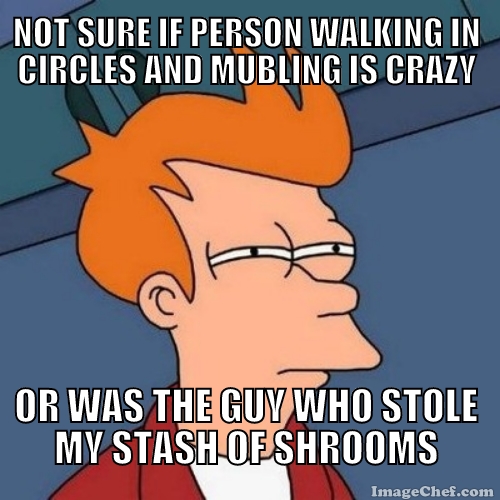 NOT SURE IF PERSON WALKING IN
CIRCLES AND MUBLING IS CRAZY
OR WAS THE GUY WHO STOLE
MY STASH OF SHROOMS
ImageChef.com